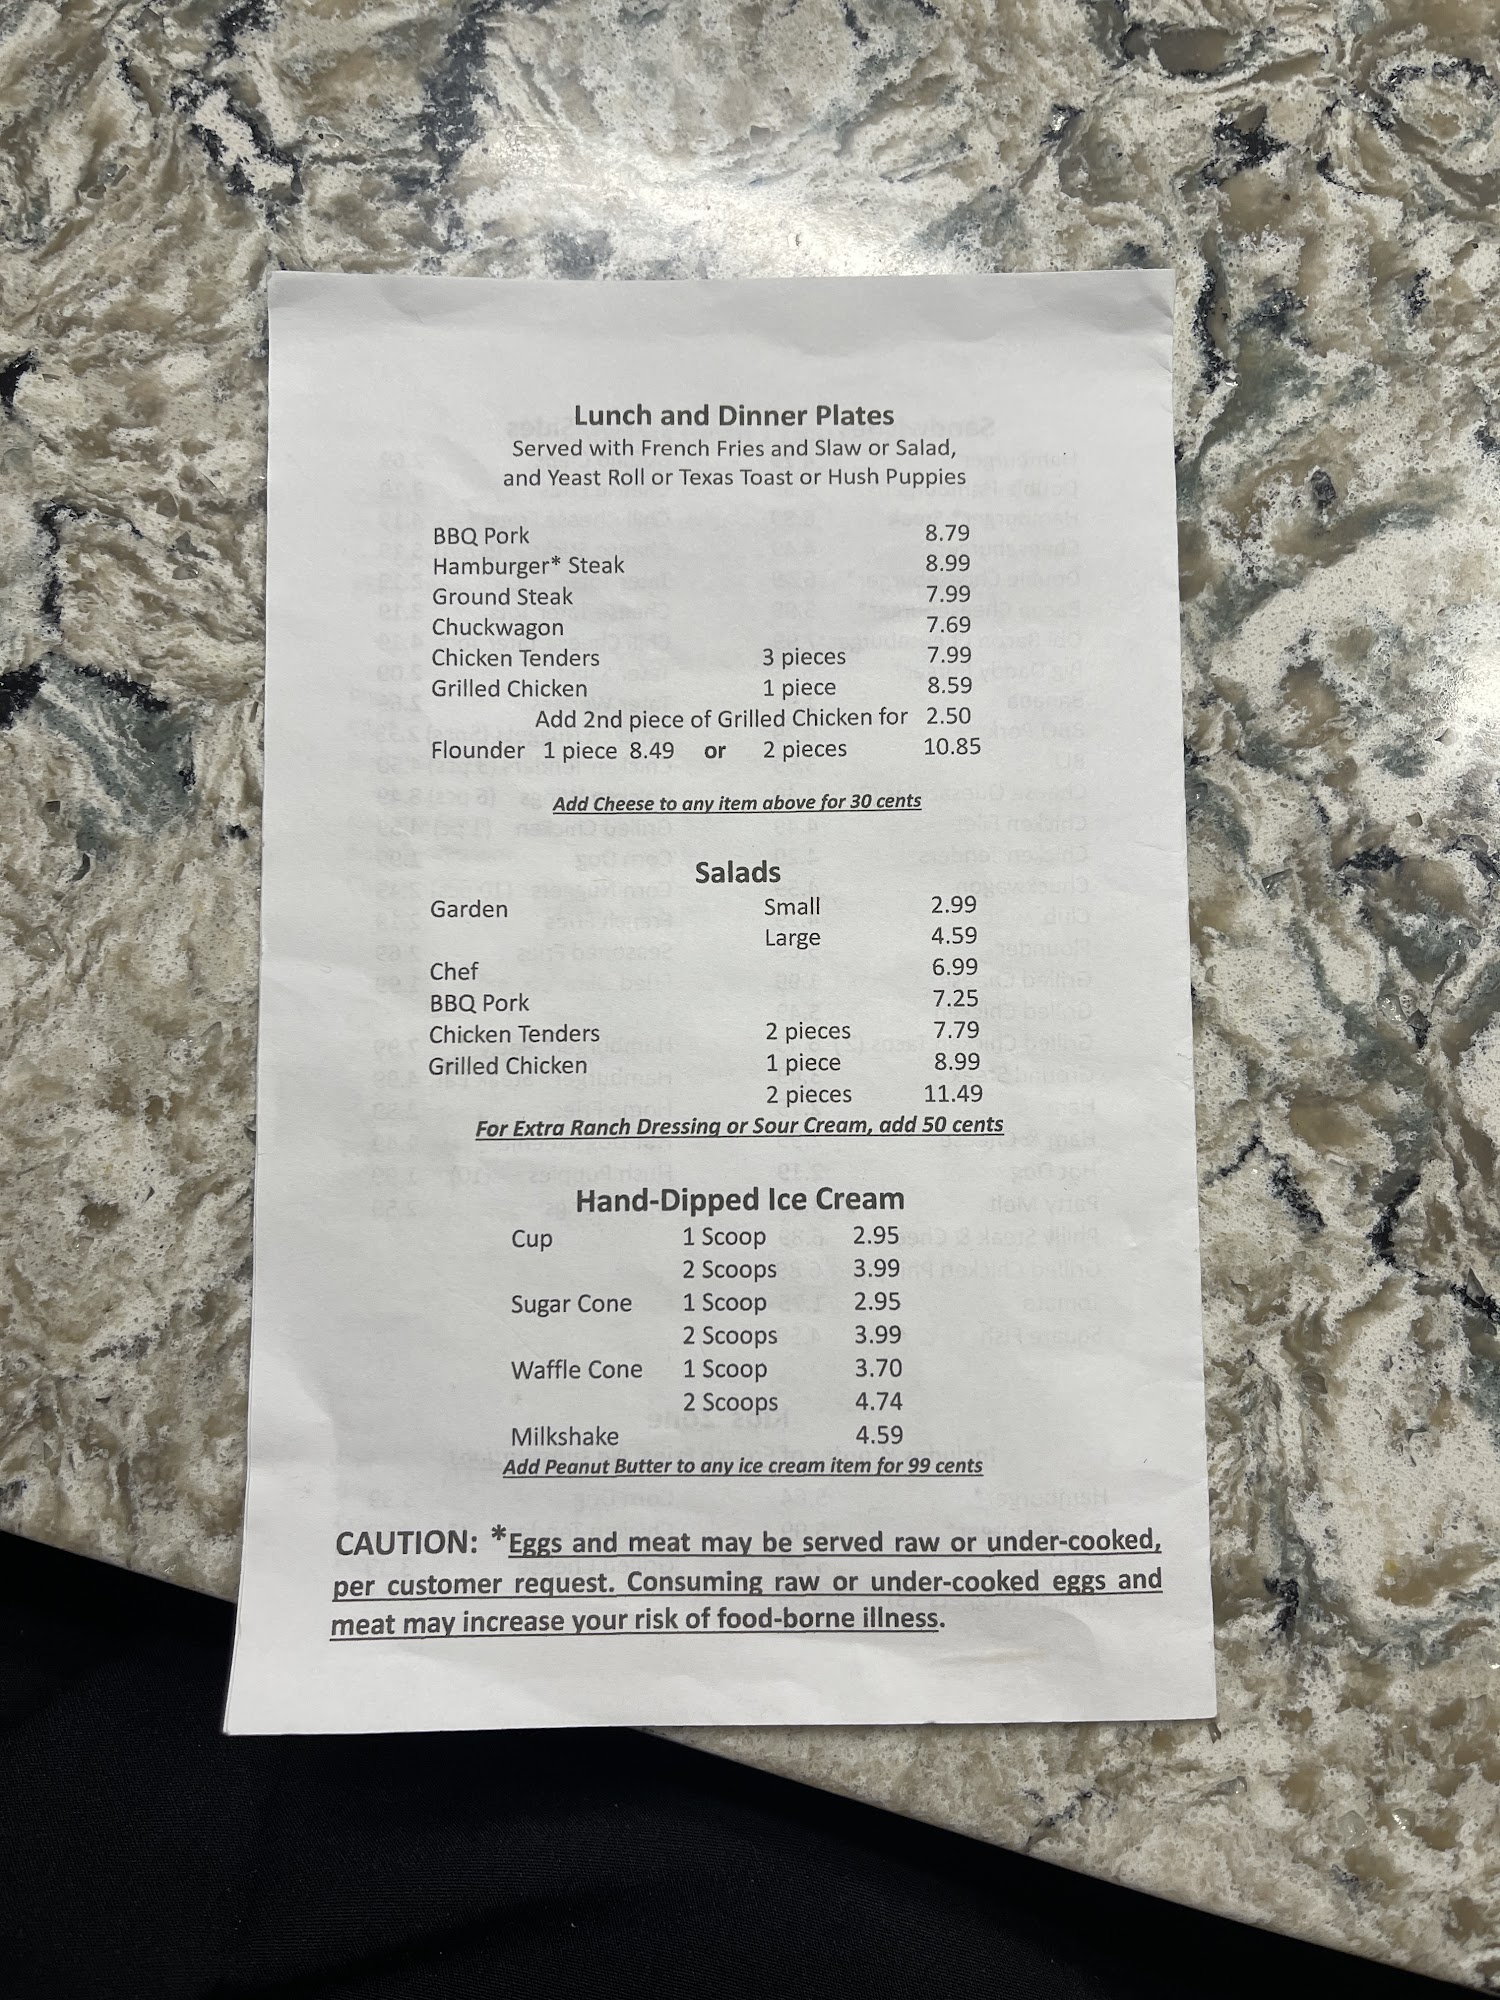 Lunch and Dinner Plates
Served with French Fries and Slaw or Salad,
and Yeast Roll or Texas Toast or Hush Puppies
BBQ Pork 8.79
Hamburger* Steak 8.99
Ground Steak 7.99
Chuckwagon 7.69
Chicken Tenders 3 pieces 7.99
Grilled Chicken 1 piece 8.59
Add 2nd piece of Grilled Chicken for 2.50
Flounder 1 piece 8.49 or 2 pieces 10.85
Add Cheese to any item above for 30 cents
Salads
Garden Small 2.99
Large 4.59
Chef 6.99
BBQ Pork 7.25
Chicken Tenders 2 pieces 7.79
Grilled Chicken 1 piece 8.99
2 pieces 11.49
For Extra Ranch Dressing or Sour Cream, add 50 cents
Hand-Dipped Ice Cream
Cup 1 Scoop 2.95
2 Scoops 3.99
Sugar Cone 1 Scoop 2.95
2 Scoops 3.99
Waffle Cone 1 Scoop 3.70
2 Scoops 4.74
Milkshake 4.59
Add Peanut Butter to any ice cream item for 99 cents
CAUTION: *Eggs and meat may be served raw or under-cooked,
per customer request. Consuming raw or under-cooked eggs and
meat may increase your risk of food-borne illness.